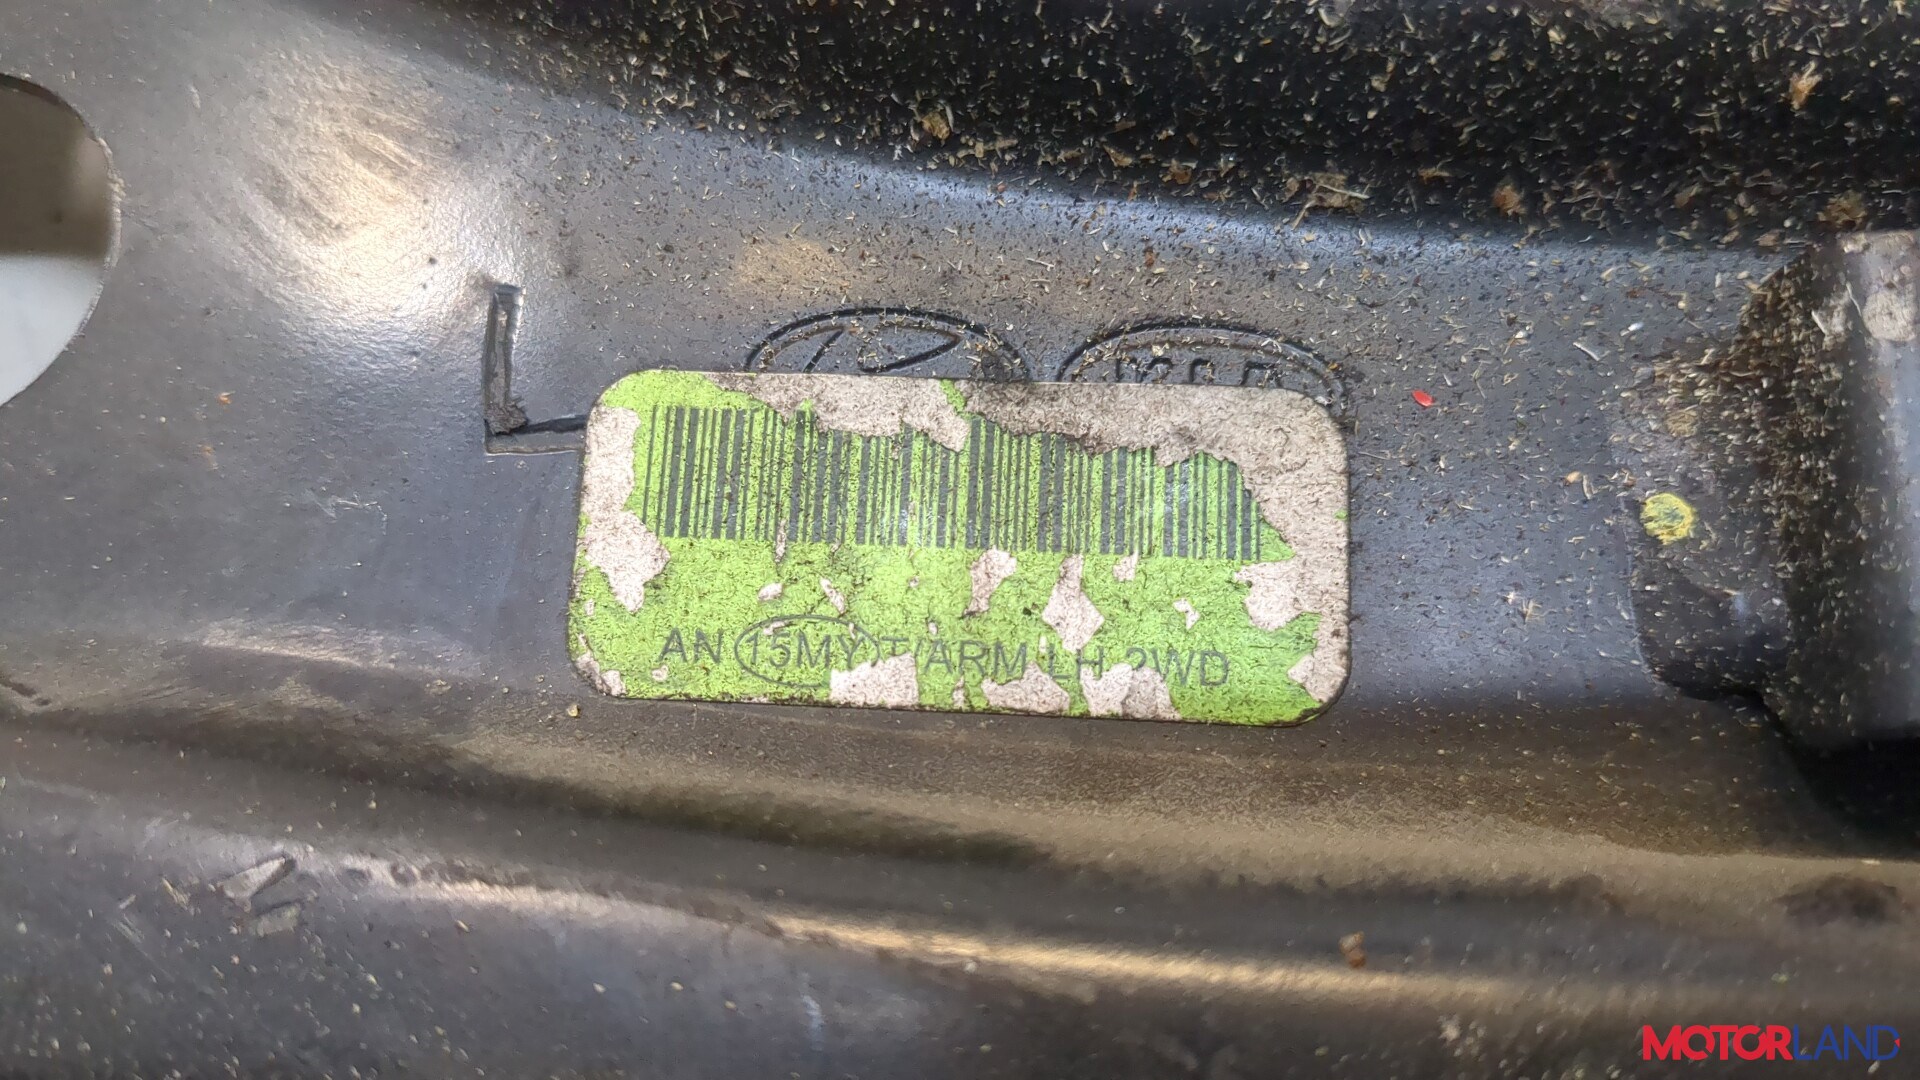 L
AN 15MY T/ARM LH 2WD
MOTORLAND